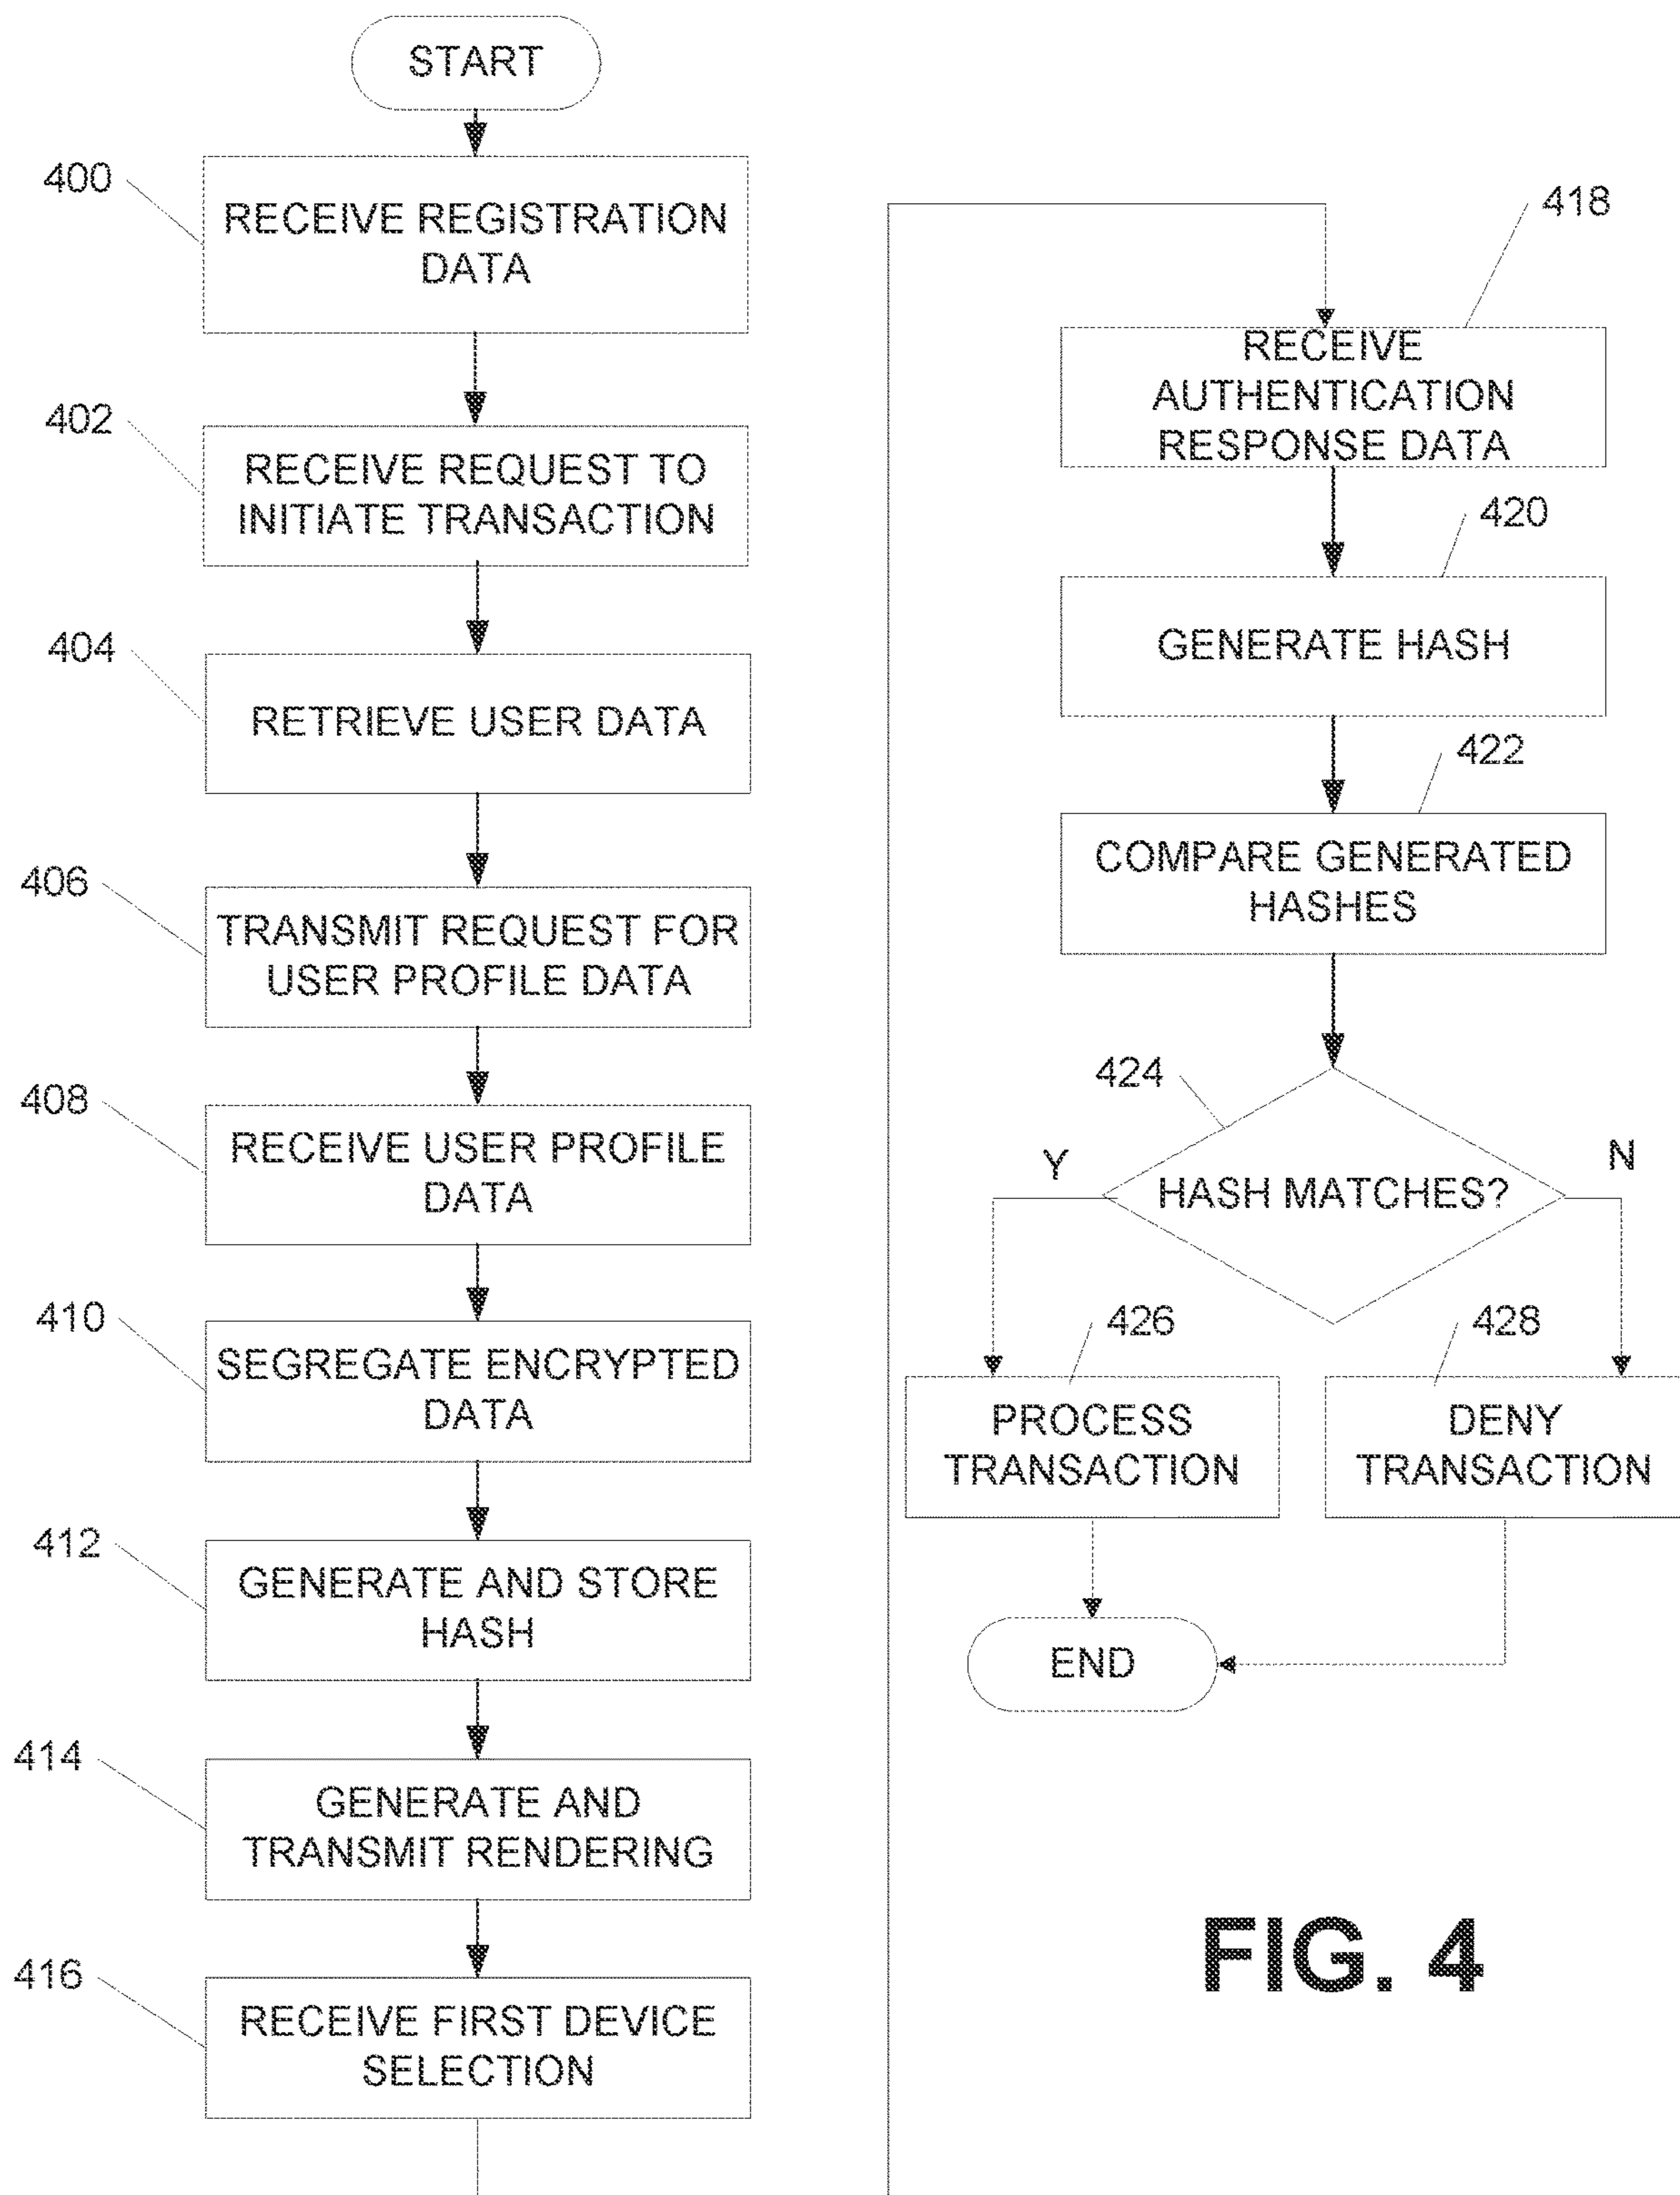 START
400
RECEIVE REGISTRATION
DATA
402
RECEIVE REQUEST TO
INITIATE TRANSACTION
404
RETRIEVE USER DATA
406
TRANSMIT REQUEST FOR
USER PROFILE DATA
408
RECEIVE USER PROFILE
DATA
410
SEGREGATE ENCRYPTED
DATA
412
GENERATE AND STORE
HASH
414
GENERATE AND
TRANSMIT RENDERING
416
RECEIVE FIRST DEVICE
SELECTION
418
RECEIVE
AUTHENTICATION
RESPONSE DATA
420
GENERATE HASH
422
COMPARE GENERATED
HASHES
424
HASH MATCHES?
Y
N
426
PROCESS
TRANSACTION
428
DENY
TRANSACTION
END
FIG. 4